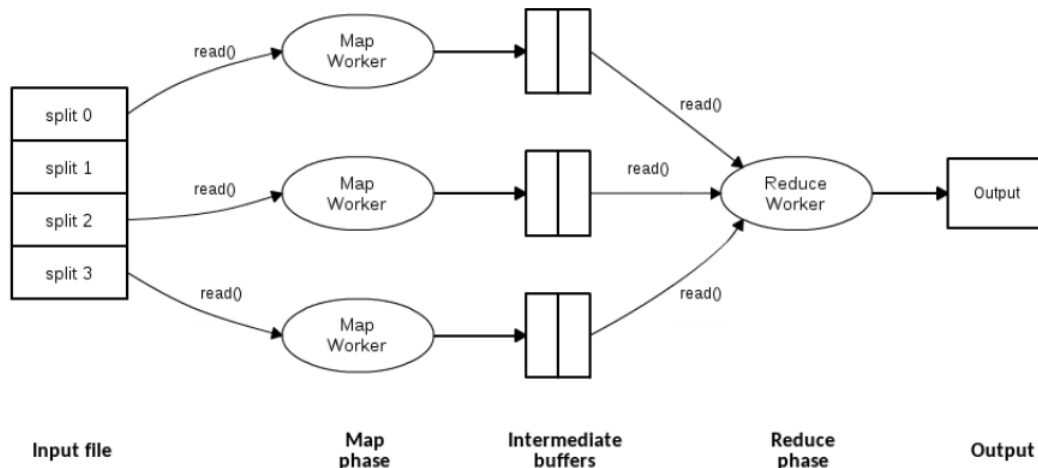 split 0
split 1
split 2
split 3
read()
read()
read()
Map
Worker
Map
Worker
Map
Worker
read()
read()
read()
Reduce
Worker
Output
Input file
Map
phase
Intermediate
buffers
Reduce
phase
Output